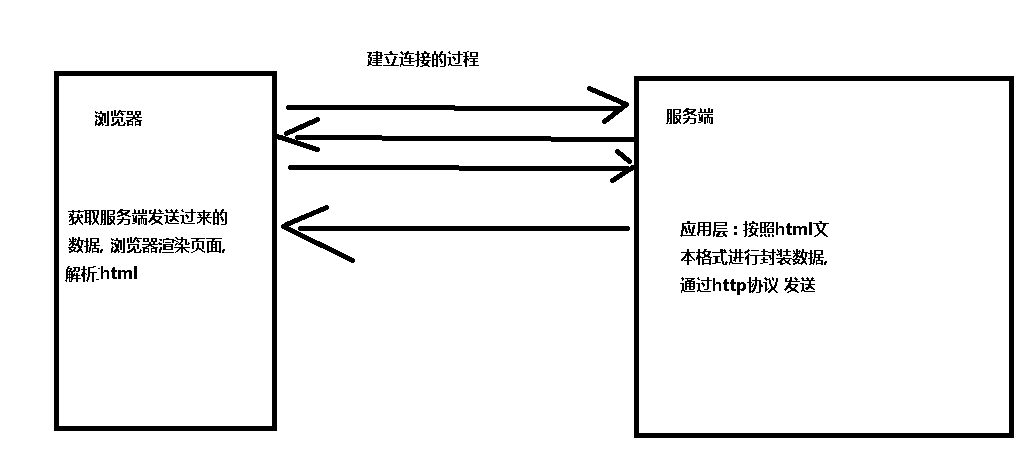 建立连接的过程
浏览器
服务端
获取服务端发送过来的
数据, 浏览器渲染页面,
解析:html
应用层：按照html文
本格式进行封装数据,
通过http协议 发送